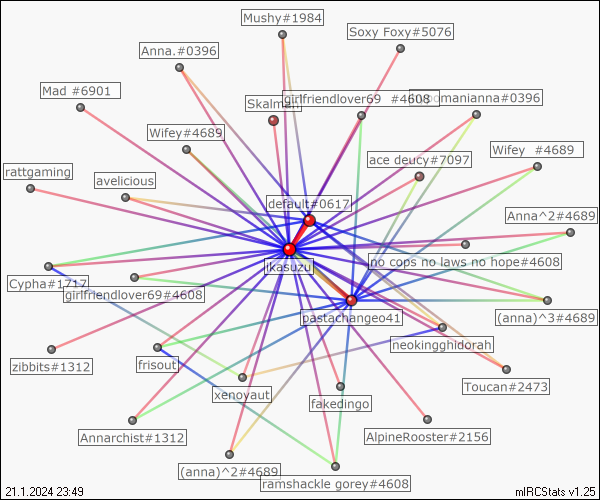 Mushy#1984
Soxy Foxy#5076
Anna.#0396
Mad #6901
girlfriendlover69 #4608
manianna#0396
Skalman
Wifey#4689
Wifey #4689
ace deucy#7097
rattgaming
avelicious
default#0617
Anna^2#4689
no cops no laws no hope#4608
jkasuzu
Cypha#1717
girlfriendlover69#4608
pastachangeo41
(anna)^3#4689
neokingghidorah
zibbits#1312
frisout
Toucan#2473
xenoyaut
fakedingo
Annarchist#1312
AlpineRooster#2156
(anna)^2#4689
ramshackle gorey#4608
21.1.2024 23:49
mIRCStats v1.25